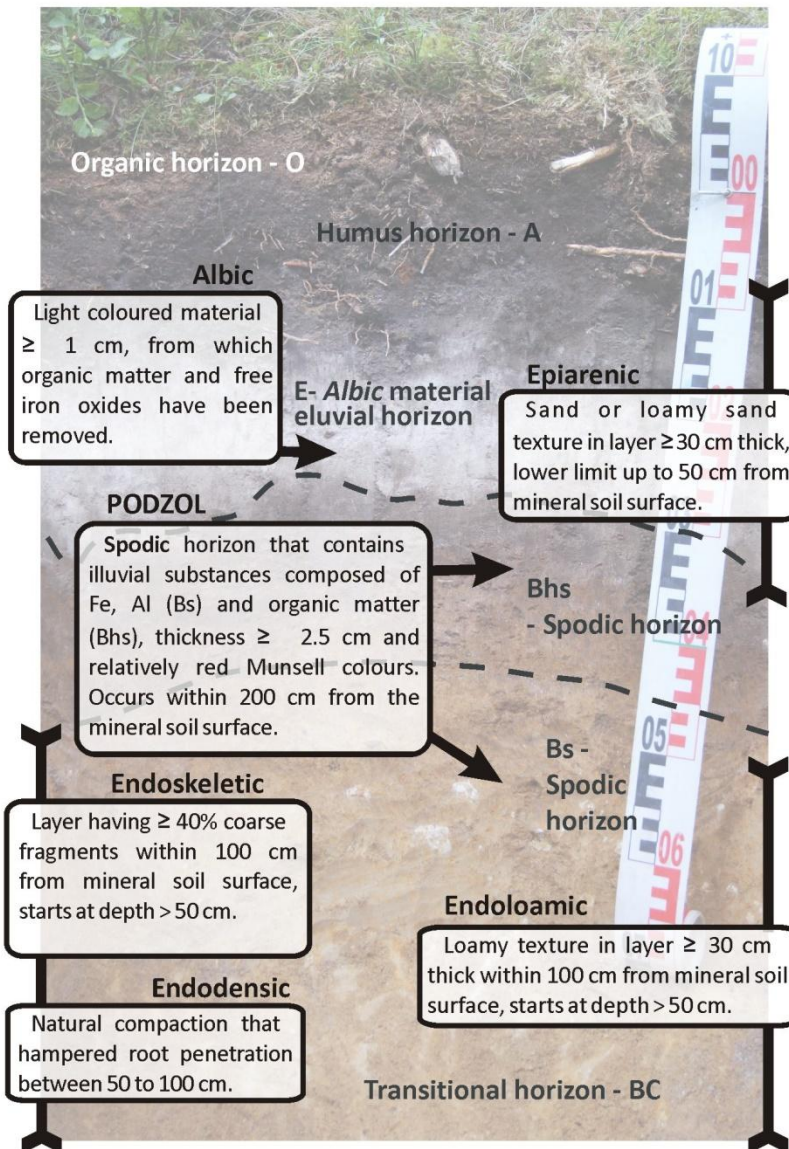 10
+
Organic horizon - O
00
Humus horizon - A
Albic
01
Light coloured material
≥ 1 cm, from which
organic matter and free
iron oxides have been
removed.
E- Albic material
eluvial horizon
Epiarenic
Sand or loamy sand
texture in layer ≥ 30 cm thick,
lower limit up to 50 cm from
mineral soil surface.
PODZOL
Spodic horizon that contains
illuvial substances composed of
Fe, Al (Bs) and organic matter
(Bhs), thickness ≥ 2.5 cm and
relatively red Munsell colours.
Occurs within 200 cm from the
mineral soil surface.
Bhs
- Spodic horizon
Bs -
Spodic
horizon
05
Endoskeletic
Layer having ≥ 40% coarse
fragments within 100 cm
from mineral soil surface,
starts at depth > 50 cm.
06
Endoloamic
Loamy texture in layer ≥ 30 cm
thick within 100 cm from mineral soil
surface, starts at depth > 50 cm.
Endodensic
Natural compaction that
hampered root penetration
between 50 to 100 cm.
Transitional horizon - BC